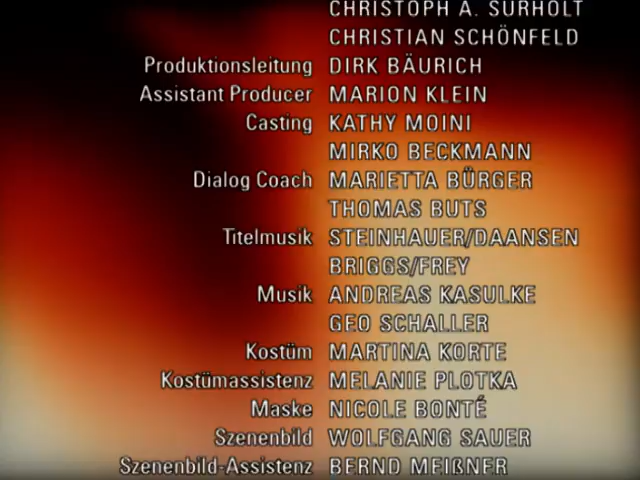 CHRISTOPH A. SURHOLT
CHRISTIAN SCHÖNFELD
Produktionsleitung DIRK BÄURICH
Assistant Producer MARION KLEIN
Casting KATHY MOINI
MIRKO BECKMANN
Dialog Coach MARIETTA BÜRGER
THOMAS BUTS
Titelmusik STEINHAUER/DAANSEN
BRIGGS/FREY
Musik ANDREAS KASULKE
GEO SCHALLER
Kostüm MARTINA KORTE
Kostümassistenz MELANIE PLOTKA
Maske NICOLE BONTÉ
Szenenbild WOLFGANG SAUER
Szenenbild-Assistenz BERND MEIßNER